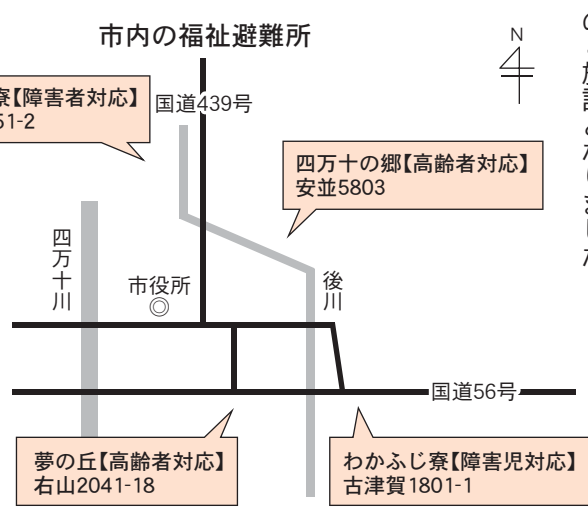 市内の福祉避難所
N
寮【障害者対応】
51-2
国道439号
四万十の郷【高齢者対応】
安並5803
四万十川
市役所
◎
後川
国道56号
夢の丘【高齢者対応】
右山2041-18
わかふじ寮【障害児対応】
古津賀1801-1